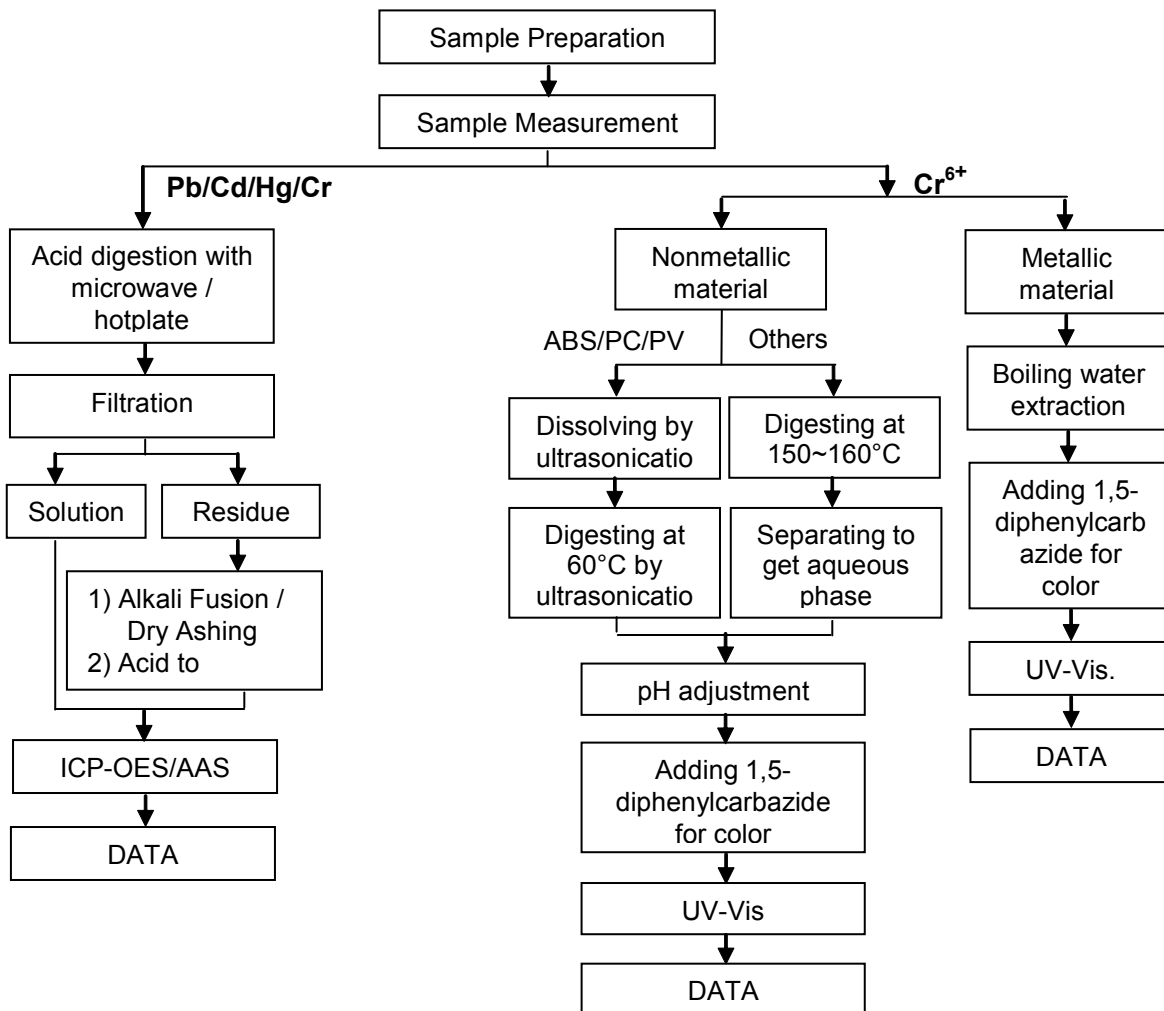 Sample Preparation
Sample Measurement
Pb/Cd/Hg/Cr
Cr⁶⁺
Acid digestion with
microwave /
hotplate
Filtration
Solution
Residue
1) Alkali Fusion /
Dry Ashing
2) Acid to
ICP-OES/AAS
DATA
Nonmetallic
material
ABS/PC/PV
Others
Dissolving by
ultrasonicatio
Digesting at
60°C by
ultrasonicatio
Digesting at
150~160°C
Separating to
get aqueous
phase
pH adjustment
Adding 1,5-
diphenylcarbazide
for color
UV-Vis
DATA
Metallic
material
Boiling water
extraction
Adding 1,5-
diphenylcarb
azide for
color
UV-Vis.
DATA